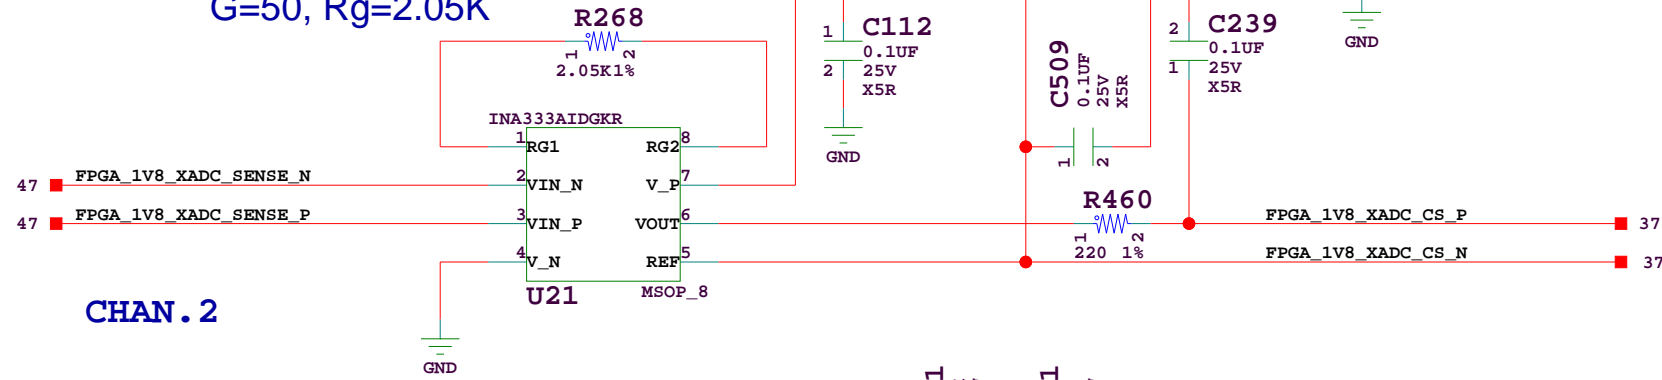 G=50, Rg=2.05K
R268
1 2
2.05K1%
1
C112
0.1UF
2
25V
X5R
GND
C509
0.1UF
25V
X5R
1 2
2
C239
0.1UF
1
25V
X5R
GND
INA333AIDGKR
1 RG1 RG2 8
47 FPGA_1V8_XADC_SENSE_N 2 VIN_N V_P 7
47 FPGA_1V8_XADC_SENSE_P 3 VIN_P VOUT 6
4 V_N REF 5
U21 MSOP_8
R460
1 2
220 1%
FPGA_1V8_XADC_CS_P 37
FPGA_1V8_XADC_CS_N 37
CHAN.2
GND
1 1